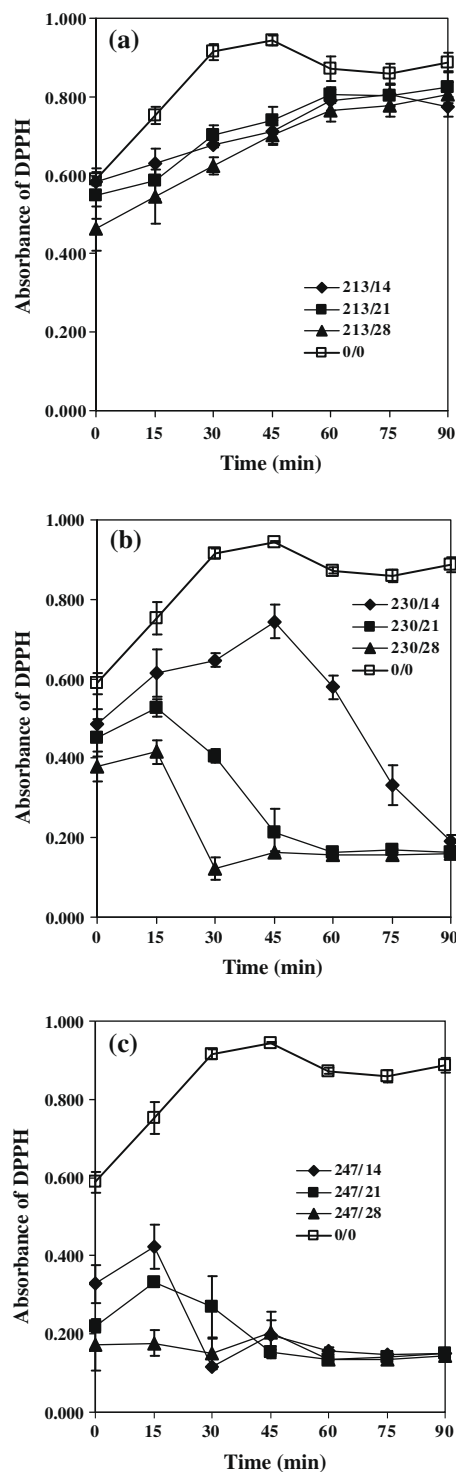 (a)
1.000
0.800
0.600
0.400
0.200
0.000
Absorbance of DPPH
213/14
213/21
213/28
0/0
0 15 30 45 60 75 90
Time (min)
(b)
1.000
0.800
0.600
0.400
0.200
0.000
Absorbance of DPPH
230/14
230/21
230/28
0/0
0 15 30 45 60 75 90
Time (min)
(c)
1.000
0.800
0.600
0.400
0.200
0.000
Absorbance of DPPH
247/14
247/21
247/28
0/0
0 15 30 45 60 75 90
Time (min)